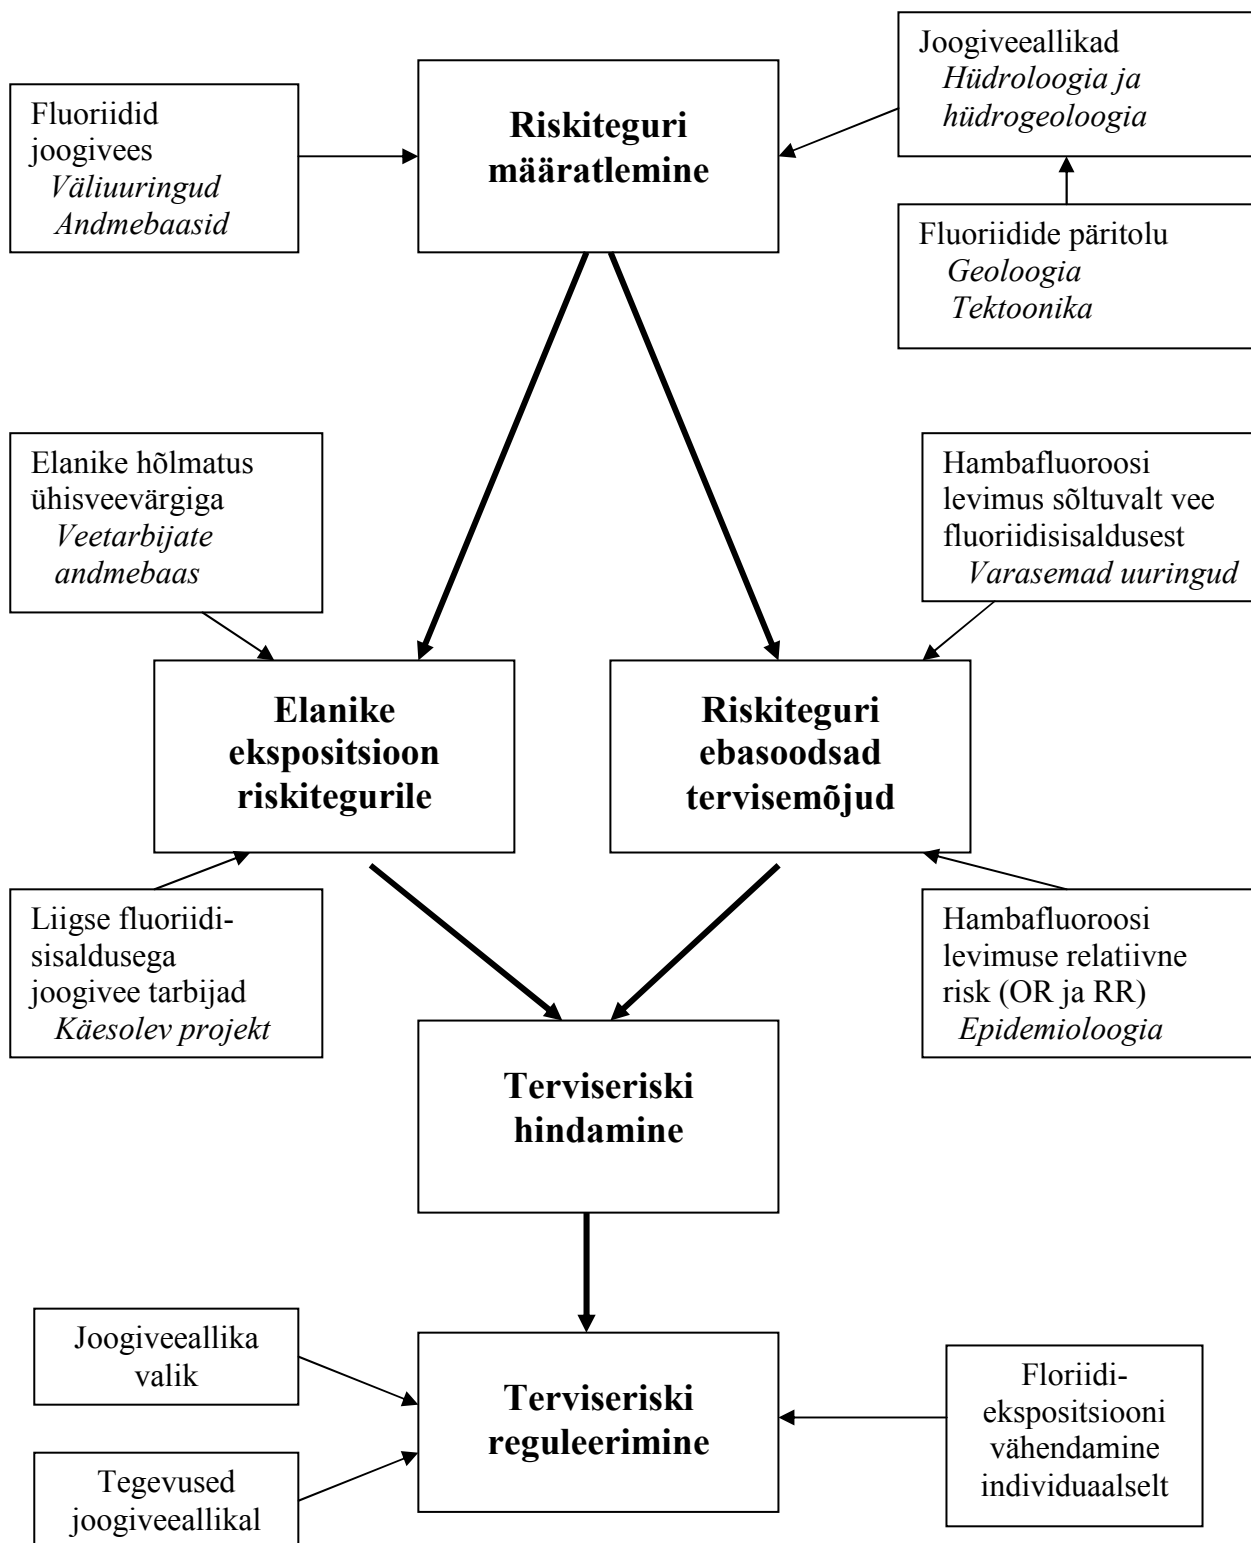 Fluoriidid
joogivees
Väliuuringud
Andmebaasid
Riskiteguri
määratlemine
Joogiveeallikad
Hüdroloogia ja
hüdrogeoloogia
Fluoriidide päritolu
Geoloogia
Tektoonika
Elanike hõlmatus
ühisveevärgiga
Veetarbijate
andmebaas
Hambafluoroosi
levimus sõltuvalt vee
fluoriidisisaldusest
Varasemad uuringud
Elanike
ekspositsioon
riskitegurile
Riskiteguri
ebasoodsad
tervisemõjud
Liigse fluoriidi-
sisaldusega
joogivee tarbijad
Käesolev projekt
Hambafluoroosi
levimuse relatiivne
risk (OR ja RR)
Epidemioloogia
Terviseriski
hindamine
Joogiveeallika
valik
Terviseriski
reguleerimine
Floriidi-
ekspositsiooni
vähendamine
individuaalselt
Tegevused
joogiveeallikal